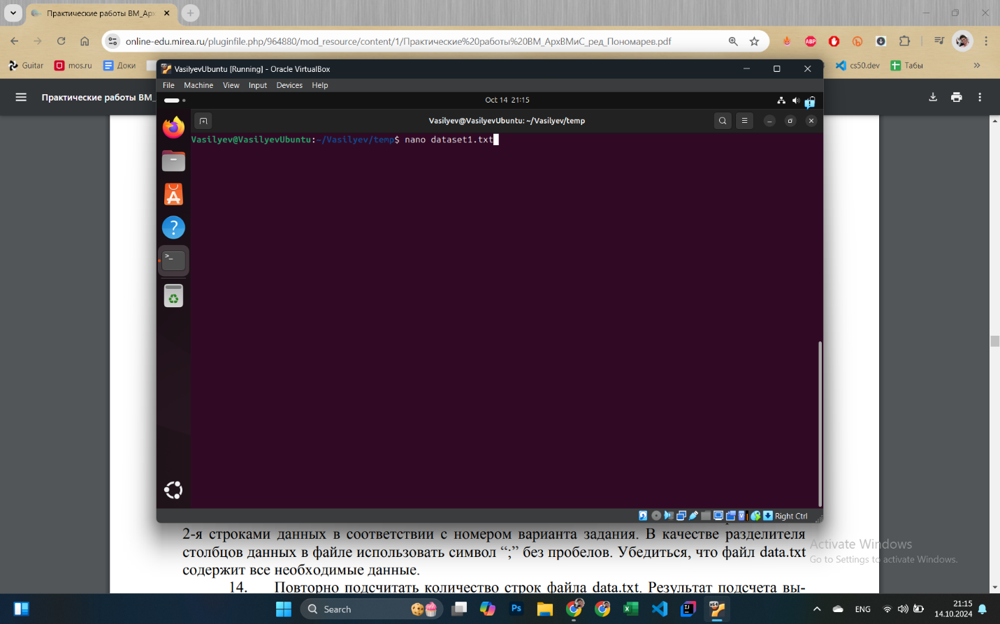 Практические работы ВМ_Арх
online-edu.mirea.ru/pluginfile.php/964880/mod_resource/content/1/Практические%20работы%20ВМ_АрхВМиС_ред_Пономарев.pdf
ABP
Guitar
mos.ru
Доки
cs50.dev
Табы
Практические работы ВМ_
VasilyevUbuntu [Running] - Oracle VirtualBox
File Machine View Input Devices Help
Oct 14 21:15
Vasilyev@VasilyevUbuntu: ~/Vasilyev/temp
Vasilyev@VasilyevUbuntu:~/Vasilyev/temp$ nano dataset1.txt
Right Ctrl
2-я строками данных в соответствии с номером варианта задания. В качестве разделителя
столбцов данных в файле использовать символ “;” без пробелов. Убедиться, что файл data.txt
содержит все необходимые данные.
14. Повторно подсчитать количество строк файла data.txt. Результат подсчета вы-
Activate Windows
Go to Settings to activate Windows.
Search
Ps
ENG
21:15
14.10.2024